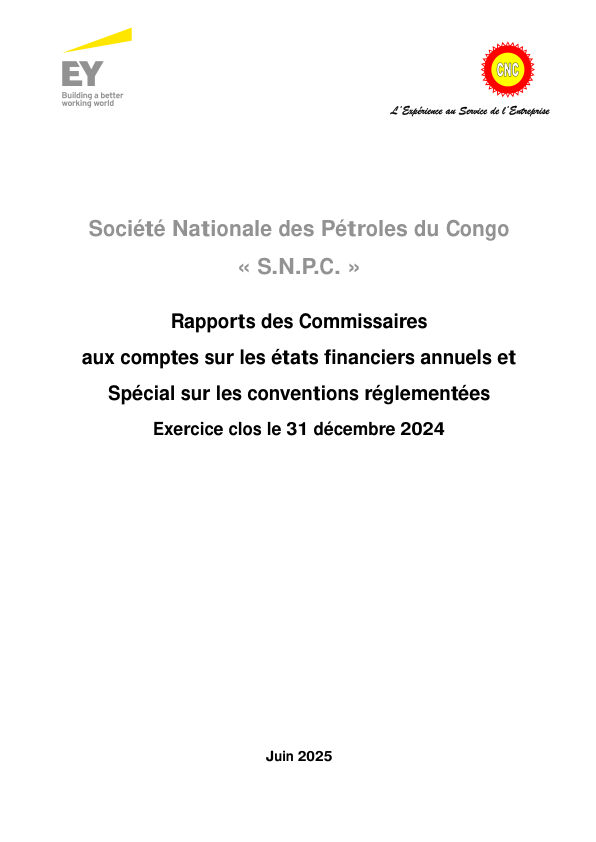 EY
Building a better
working world
CNC
L'Expérience au Service de l'Entreprise
Société Nationale des Pétroles du Congo
« S.N.P.C. »
Rapports des Commissaires
aux comptes sur les états financiers annuels et
Spécial sur les conventions réglementées
Exercice clos le 31 décembre 2024
Juin 2025